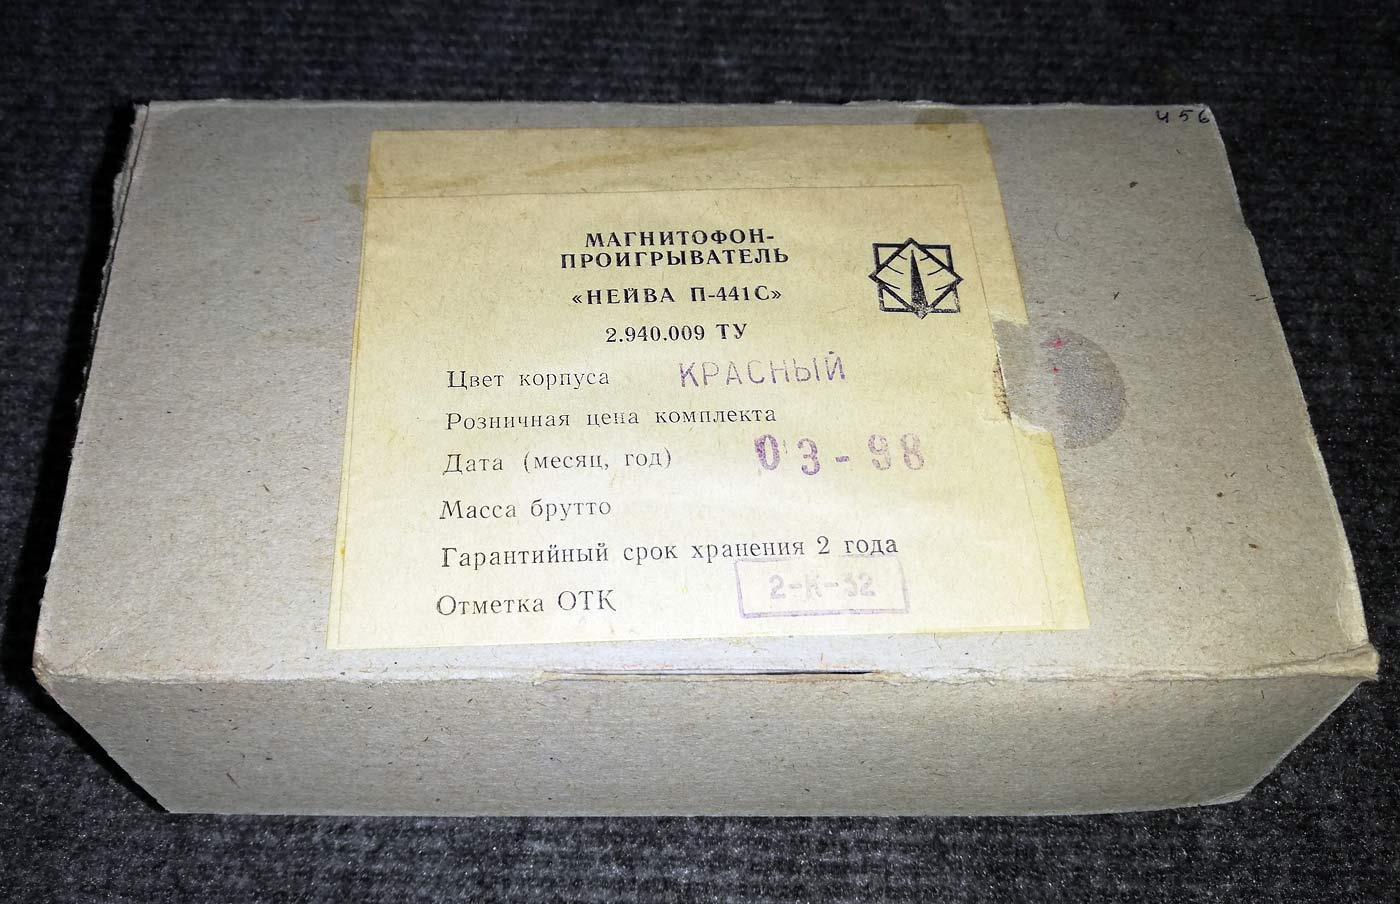 456
МАГНИТОФОН-
ПРОИГРЫВАТЕЛЬ
«НЕЙВА П-441С»
2.940.009 ТУ
Цвет корпуса КРАСНЫЙ
Розничная цена комплекта
Дата (месяц, год) 03-98
Масса брутто
Гарантийный срок хранения 2 года
Отметка ОТК 2-К-32